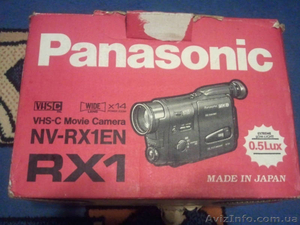 Panasonic
VHS C WIDE x14
VHS-C Movie Camera
NV-RX1EN
RX1
0.5Lux
MADE IN JAPAN
AvizInfo.com.ua